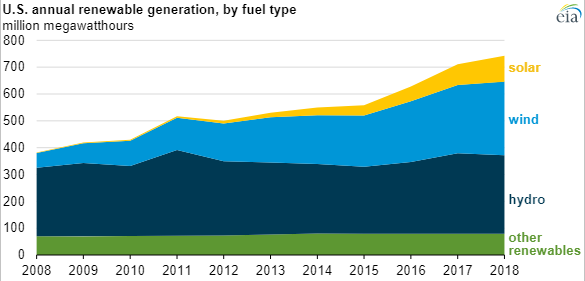 U.S. annual renewable generation, by fuel type
million megawatthours
eia
800
700
600
500
400
300
200
100
0
solar
wind
hydro
other
renewables
2008 2009 2010 2011 2012 2013 2014 2015 2016 2017 2018